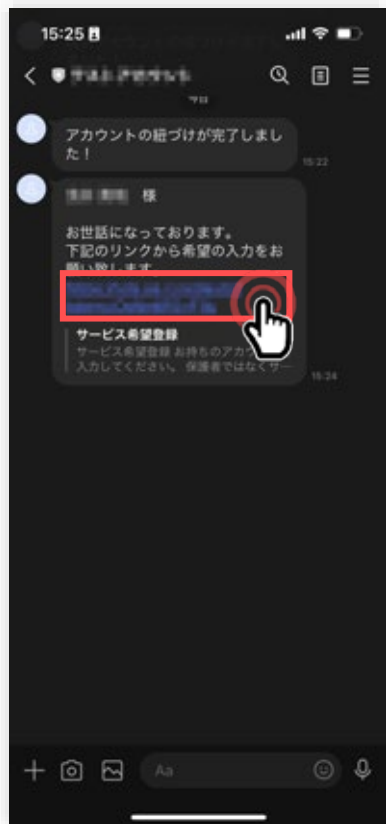 15:25
今日
アカウントの紐づけが完了しまし
た!
15:22
様
お世話になっております。
下記のリンクから希望の入力をお
願い致します。
サービス希望登録
サービス希望登録 お持ちのアカウ
入力してください。 保護者ではなくサ…
15:24
Aa